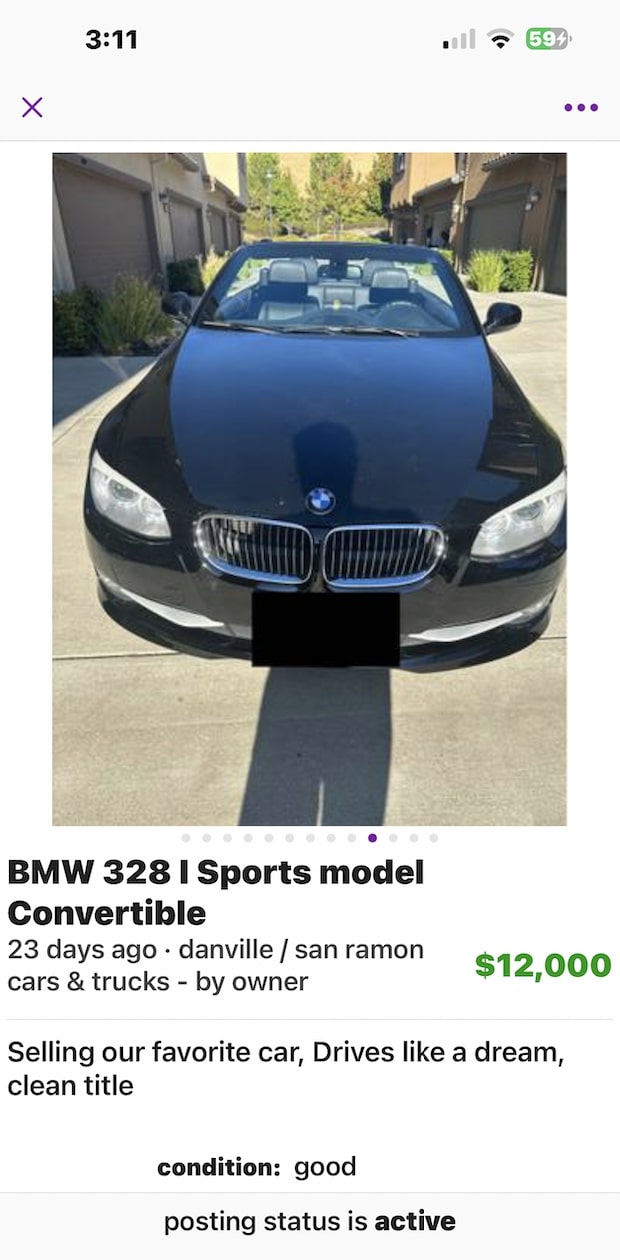 3:11
59
BMW 328 I Sports model
Convertible
23 days ago · danville / san ramon
cars & trucks - by owner
$12,000
Selling our favorite car, Drives like a dream,
clean title
condition: good
posting status is active